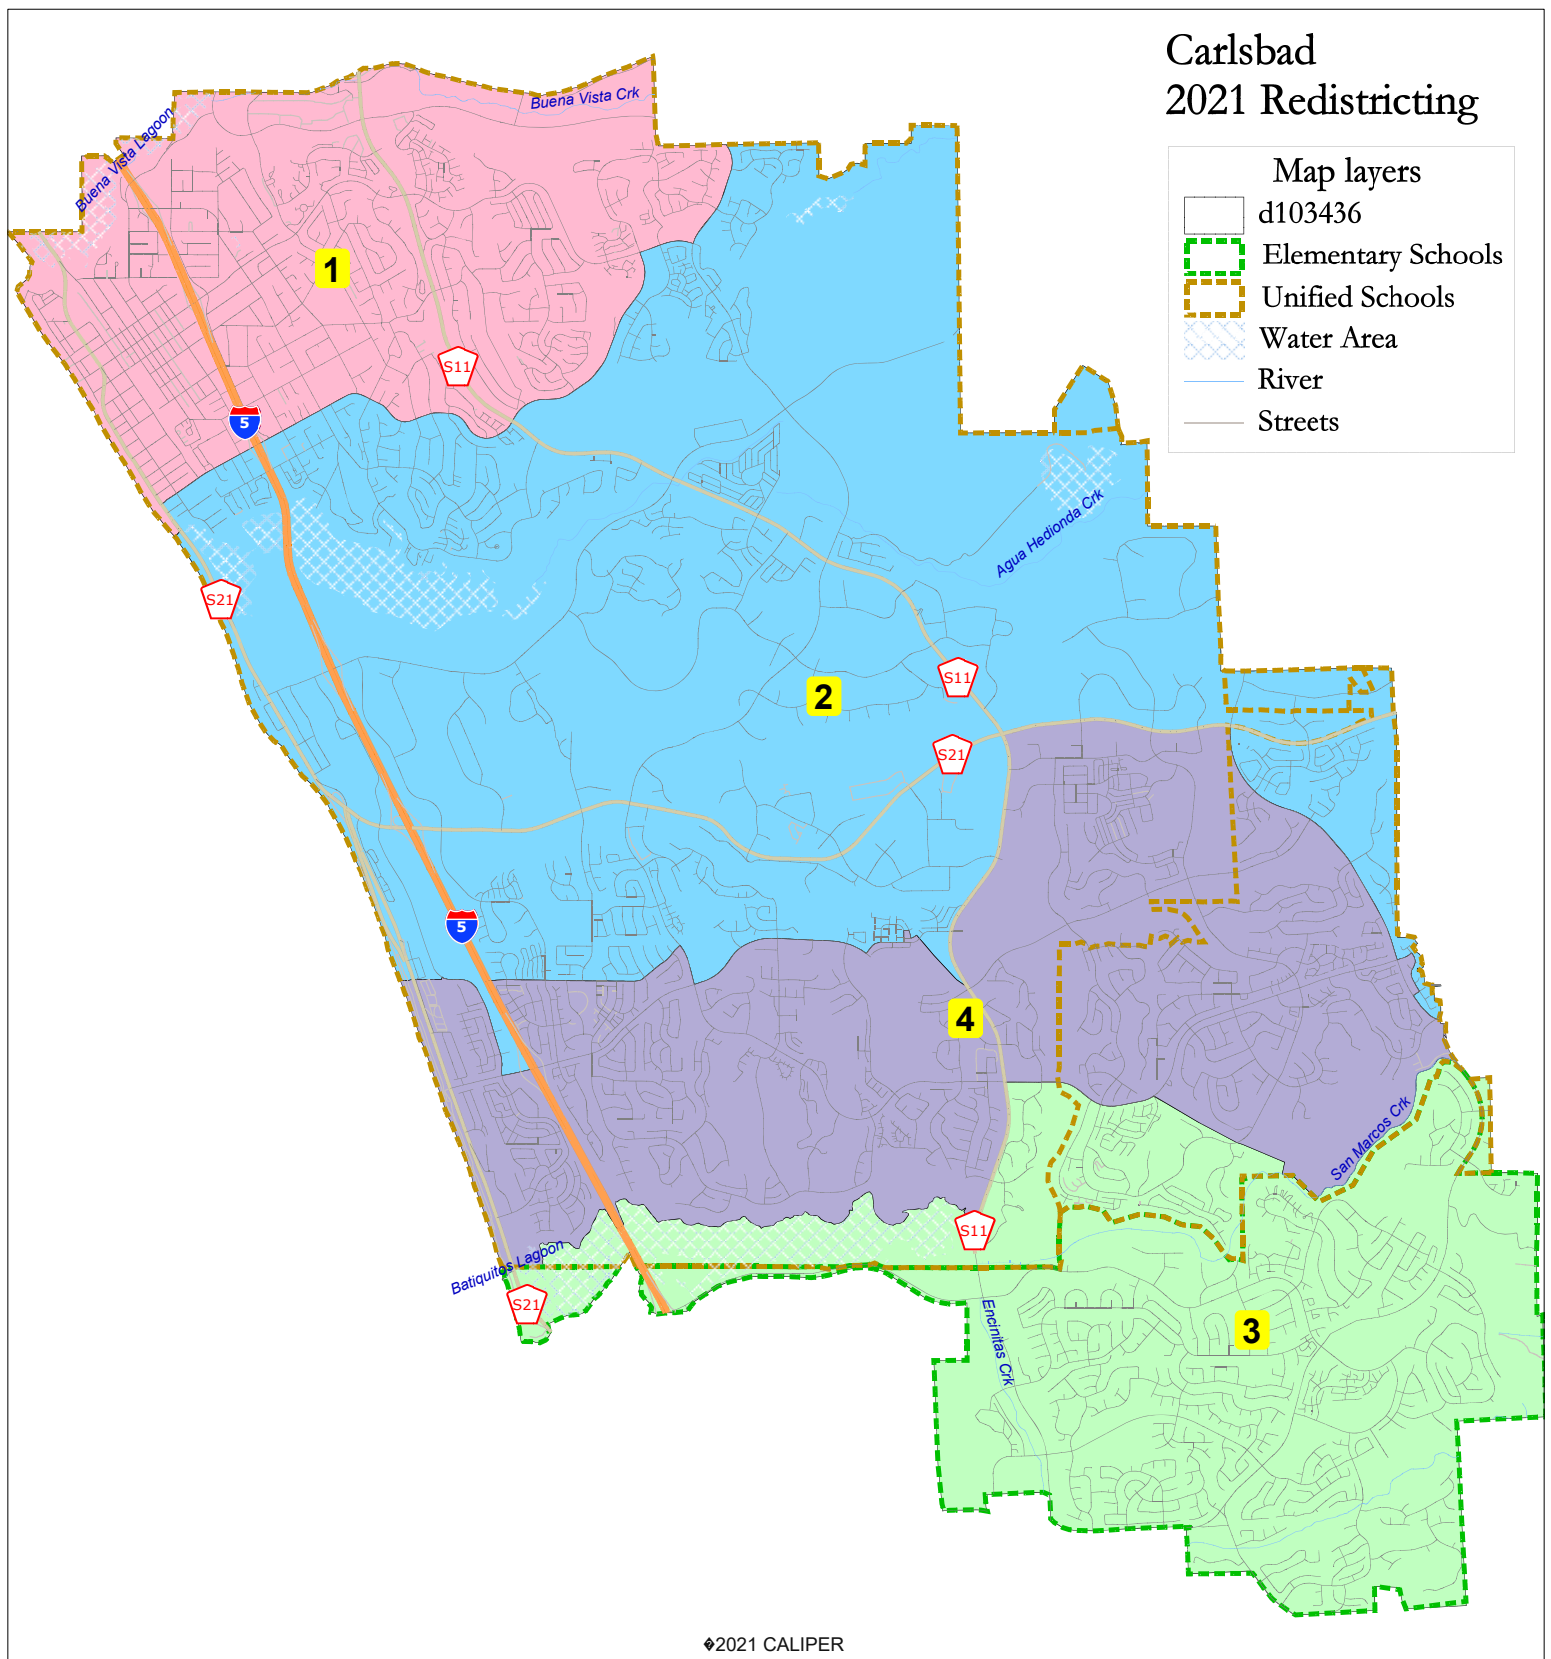 Carlsbad
2021 Redistricting
Map layers
d103436
Elementary Schools
Unified Schools
Water Area
River
Streets
Buena Vista Crk
Buena Vista Lagoon
1
S11
5
Agua Hedionda Crk
S21
S11
2
S21
5
4
San Marcos Crk
S11
Batiquitos Lagoon
S21
Encinitas Crk
3
�2021 CALIPER